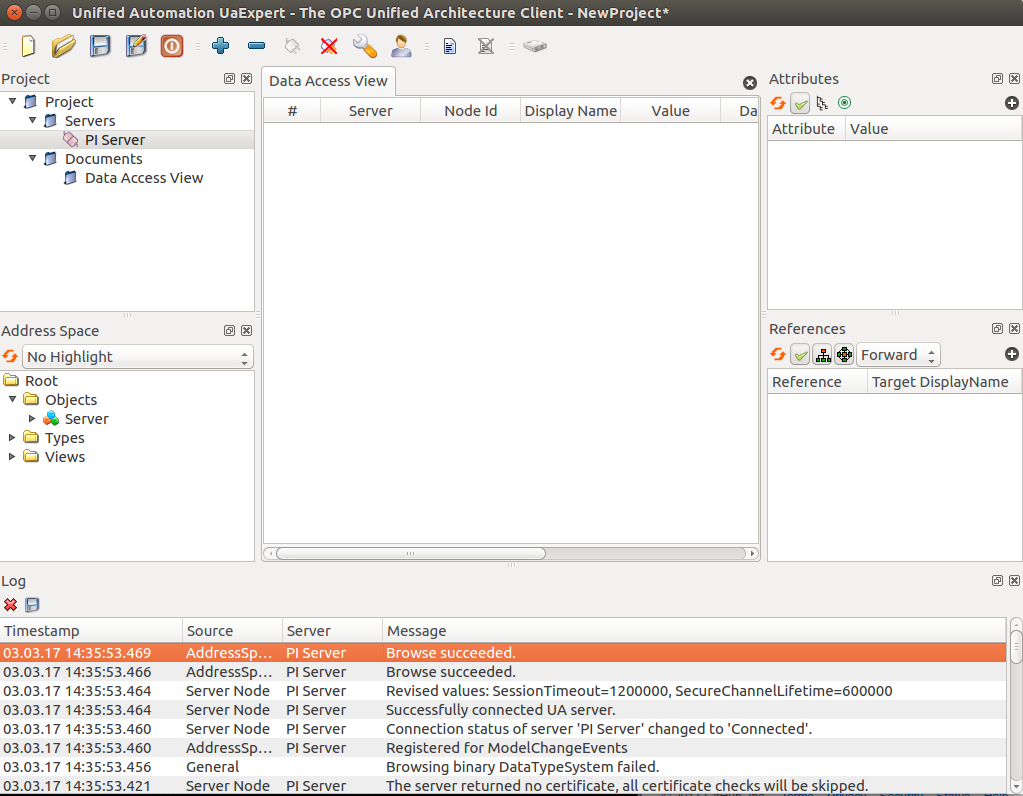 Unified Automation UaExpert - The OPC Unified Architecture Client - NewProject*
Project
Project
Servers
PI Server
Documents
Data Access View
Address Space
No Highlight
Root
Objects
Server
Types
Views
Data Access View
# Server Node Id Display Name Value Da
Attributes
Attribute Value
References
Forward
Reference Target DisplayName
Log
Timestamp Source Server Message
03.03.17 14:35:53.469 AddressSp... PI Server Browse succeeded.
03.03.17 14:35:53.466 AddressSp... PI Server Browse succeeded.
03.03.17 14:35:53.464 Server Node PI Server Revised values: SessionTimeout=1200000, SecureChannelLifetime=600000
03.03.17 14:35:53.464 Server Node PI Server Successfully connected UA server.
03.03.17 14:35:53.460 Server Node PI Server Connection status of server 'PI Server' changed to 'Connected'.
03.03.17 14:35:53.460 AddressSp... PI Server Registered for ModelChangeEvents
03.03.17 14:35:53.456 General Browsing binary DataTypeSystem failed.
03.03.17 14:35:53.421 Server Node PI Server The server returned no certificate, all certificate checks will be skipped.